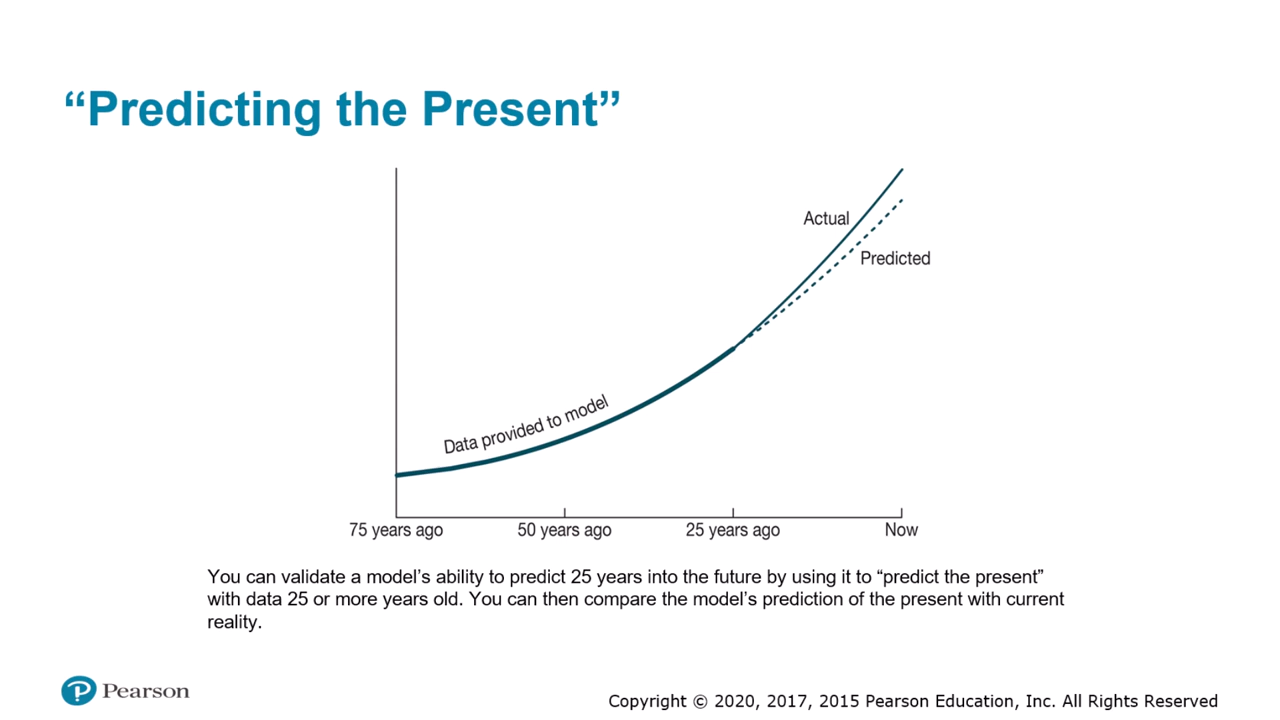 “Predicting the Present”
Actual
Predicted
Data provided to model
75 years ago
50 years ago
25 years ago
Now
You can validate a model’s ability to predict 25 years into the future by using it to “predict the present”
with data 25 or more years old. You can then compare the model’s prediction of the present with current
reality.
Pearson
Copyright © 2020, 2017, 2015 Pearson Education, Inc. All Rights Reserved